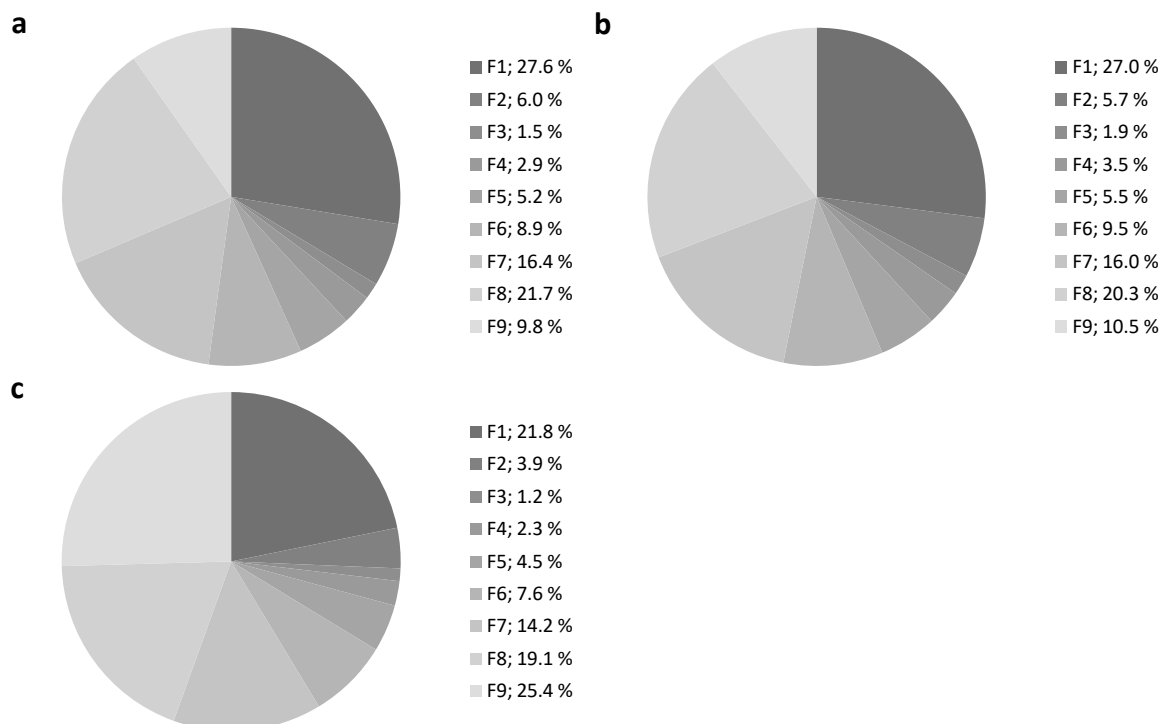 a
F1; 27.6 %
F2; 6.0 %
F3; 1.5 %
F4; 2.9 %
F5; 5.2 %
F6; 8.9 %
F7; 16.4 %
F8; 21.7 %
F9; 9.8 %
b
F1; 27.0 %
F2; 5.7 %
F3; 1.9 %
F4; 3.5 %
F5; 5.5 %
F6; 9.5 %
F7; 16.0 %
F8; 20.3 %
F9; 10.5 %
c
F1; 21.8 %
F2; 3.9 %
F3; 1.2 %
F4; 2.3 %
F5; 4.5 %
F6; 7.6 %
F7; 14.2 %
F8; 19.1 %
F9; 25.4 %